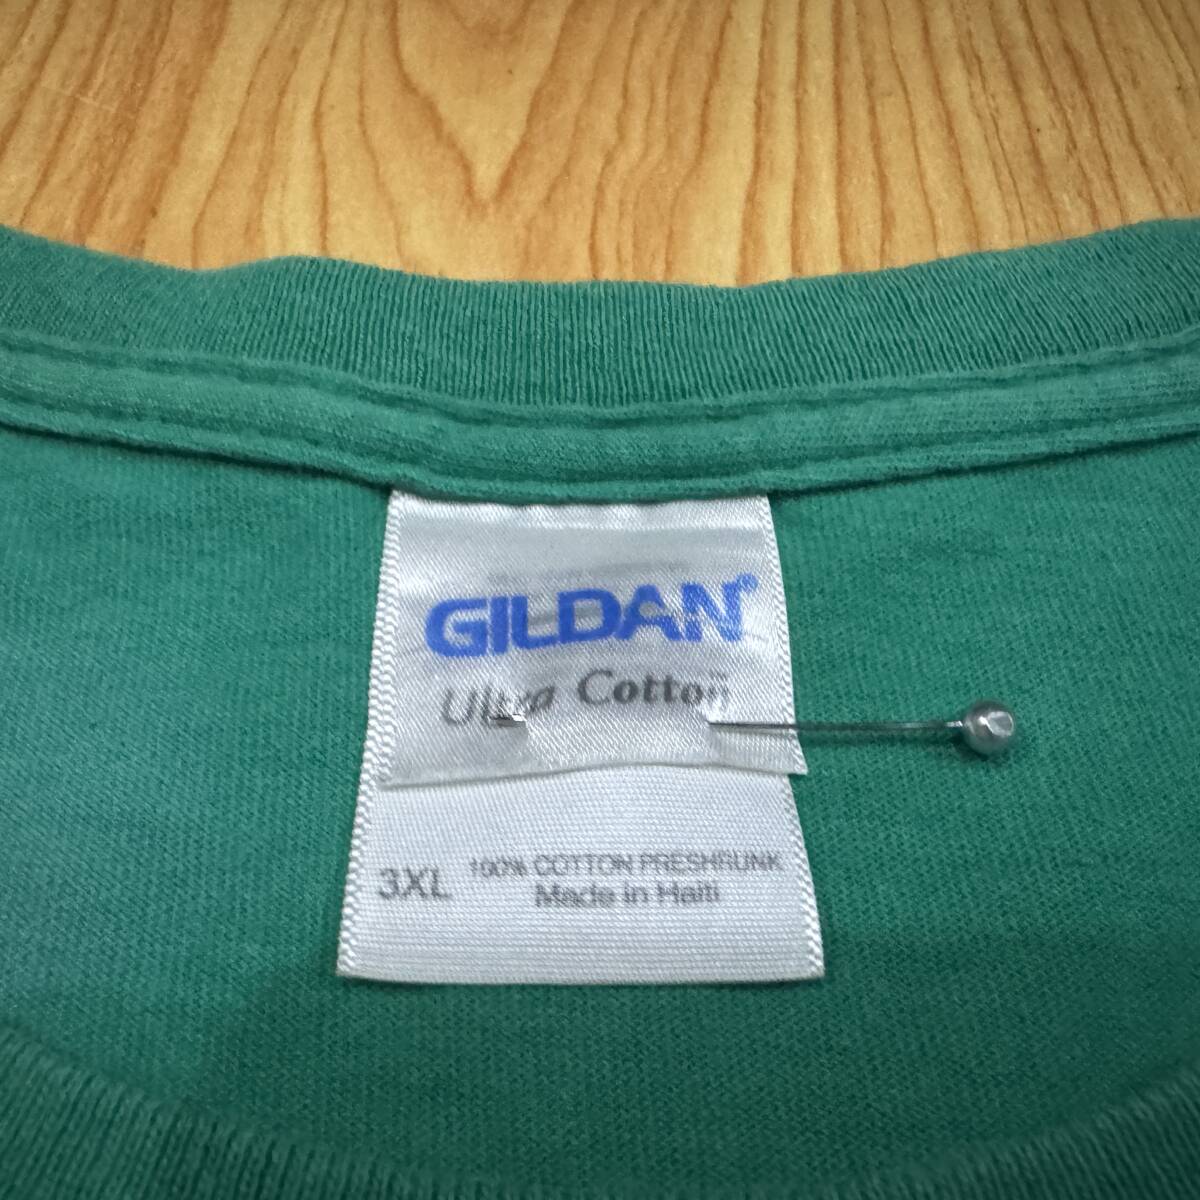 GILDAN®
Ultra Cotton
3XL
100% COTTON PRESHRUNK
Made in Haiti